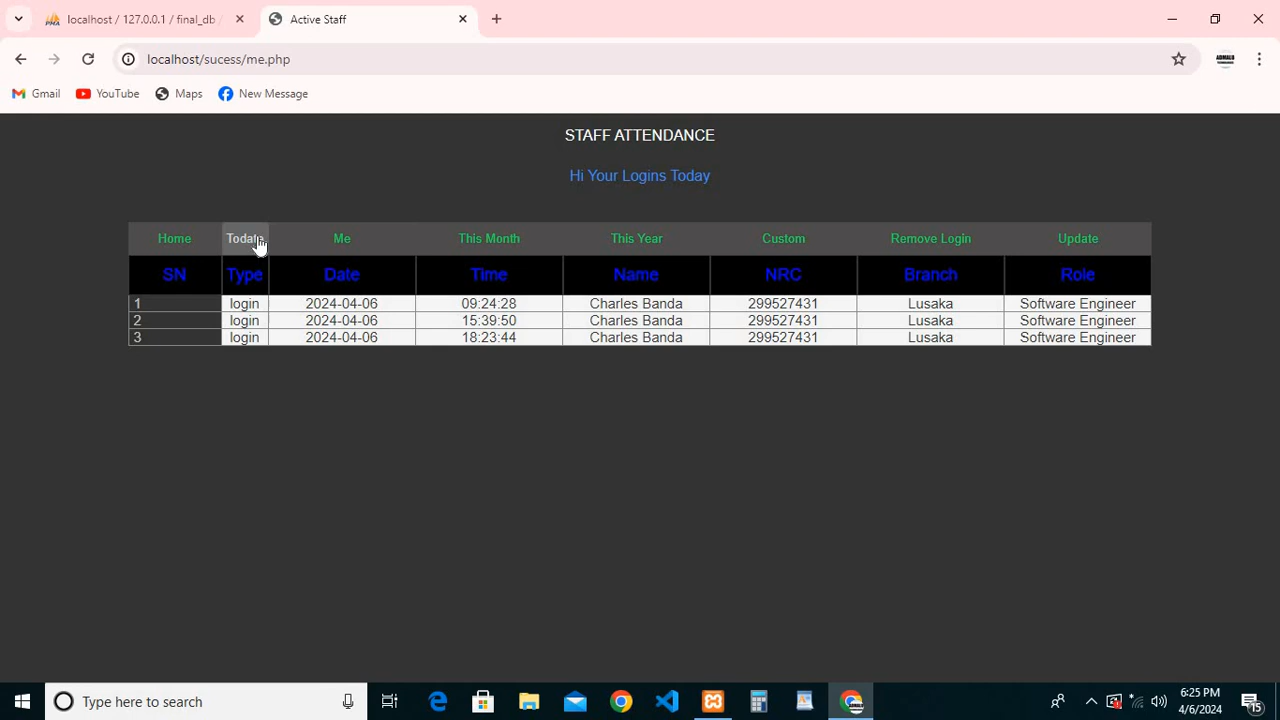 localhost / 127.0.0.1 / final_db
Active Staff
localhost/sucess/me.php
Gmail YouTube Maps New Message
STAFF ATTENDANCE
Hi Your Logins Today
Home Today Me This Month This Year Custom Remove Login Update
SN Type Date Time Name NRC Branch Role
1 login 2024-04-06 09:24:28 Charles Banda 299527431 Lusaka Software Engineer
2 login 2024-04-06 15:39:50 Charles Banda 299527431 Lusaka Software Engineer
3 login 2024-04-06 18:23:44 Charles Banda 299527431 Lusaka Software Engineer
Type here to search
6:25 PM
4/6/2024
15